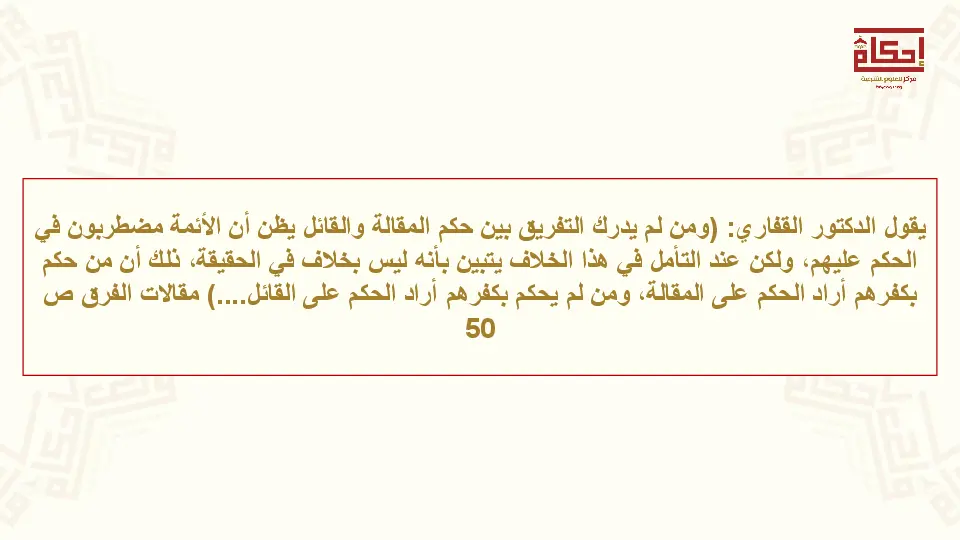 إحكام
مركز للعلوم الشرعية
يقول الدكتور القفاري: (ومن لم يدرك التفريق بين حكم المقالة والقائل يظن أن الأئمة مضطربون في
الحكم عليهم، ولكن عند التأمل في هذا الخلاف يتبين بأنه ليس بخلاف في الحقيقة، ذلك أن من حكم
بكفرهم أراد الحكم على المقالة، ومن لم يحكم بكفرهم أراد الحكم على القائل....) مقالات الفرق ص
50